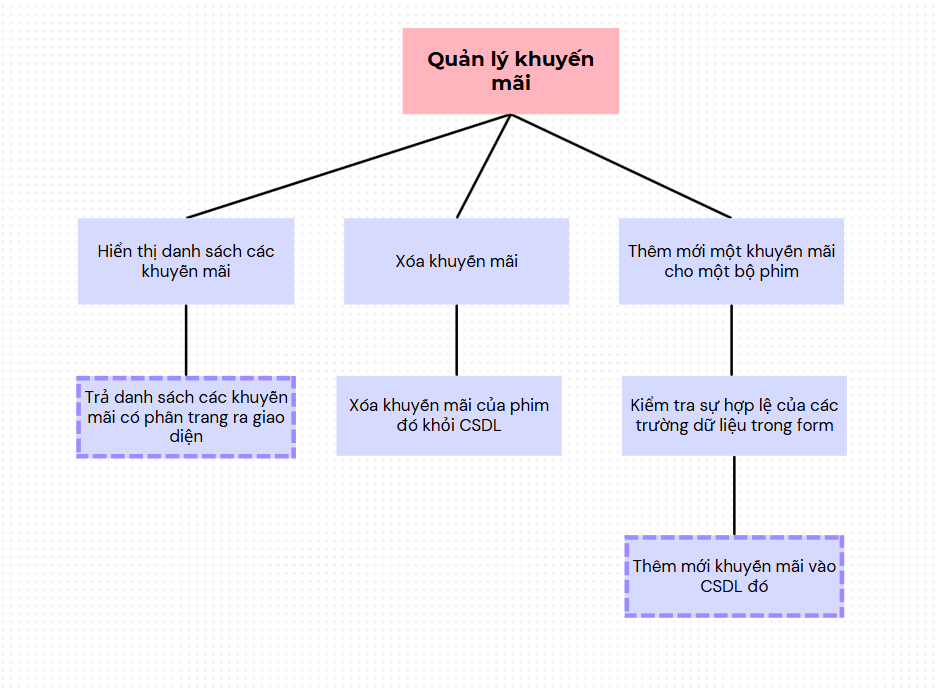 Quản lý khuyến
mãi
Hiển thị danh sách các
khuyến mãi
Xóa khuyến mãi
Thêm mới một khuyến mãi
cho một bộ phim
Trả danh sách các khuyến
mãi có phân trang ra giao
diện
Xóa khuyến mãi của phim
đó khỏi CSDL
Kiểm tra sự hợp lệ của các
trường dữ liệu trong form
Thêm mới khuyến mãi vào
CSDL đó